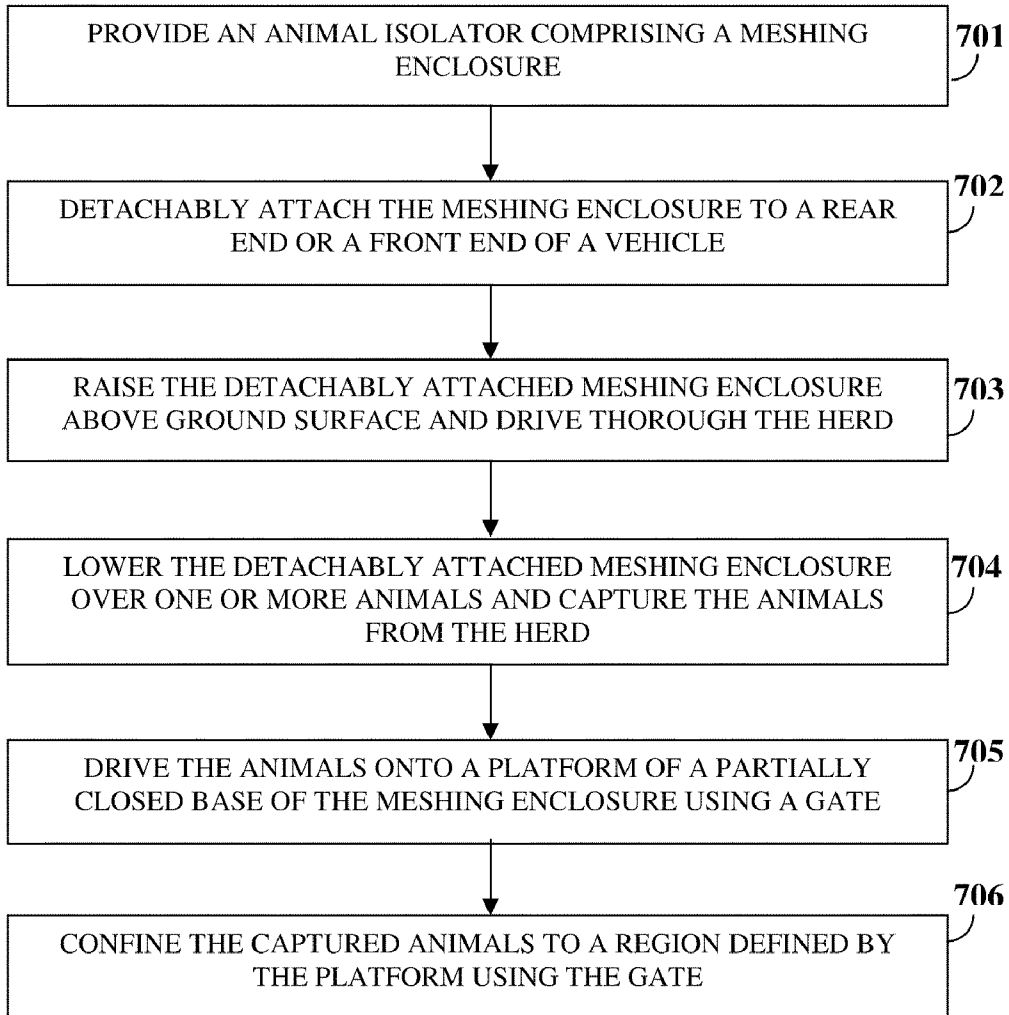 PROVIDE AN ANIMAL ISOLATOR COMPRISING A MESHING
ENCLOSURE
701
DETACHABLY ATTACH THE MESHING ENCLOSURE TO A REAR
END OR A FRONT END OF A VEHICLE
702
RAISE THE DETACHABLY ATTACHED MESHING ENCLOSURE
ABOVE GROUND SURFACE AND DRIVE THOROUGH THE HERD
703
LOWER THE DETACHABLY ATTACHED MESHING ENCLOSURE
OVER ONE OR MORE ANIMALS AND CAPTURE THE ANIMALS
FROM THE HERD
704
DRIVE THE ANIMALS ONTO A PLATFORM OF A PARTIALLY
CLOSED BASE OF THE MESHING ENCLOSURE USING A GATE
705
CONFINE THE CAPTURED ANIMALS TO A REGION DEFINED BY
THE PLATFORM USING THE GATE
706